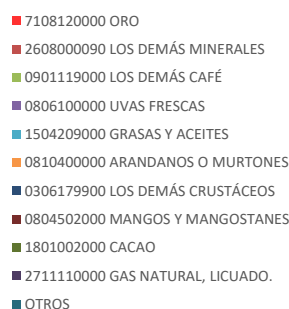 7108120000 ORO
2608000090 LOS DEMÁS MINERALES
0901119000 LOS DEMÁS CAFÉ
0806100000 UVAS FRESCAS
1504209000 GRASAS Y ACEITES
0810400000 ARANDANOS O MURTONES
0306179900 LOS DEMÁS CRUSTÁCEOS
0804502000 MANGOS Y MANGOSTANES
1801002000 CACAO
2711110000 GAS NATURAL, LICUADO.
OTROS